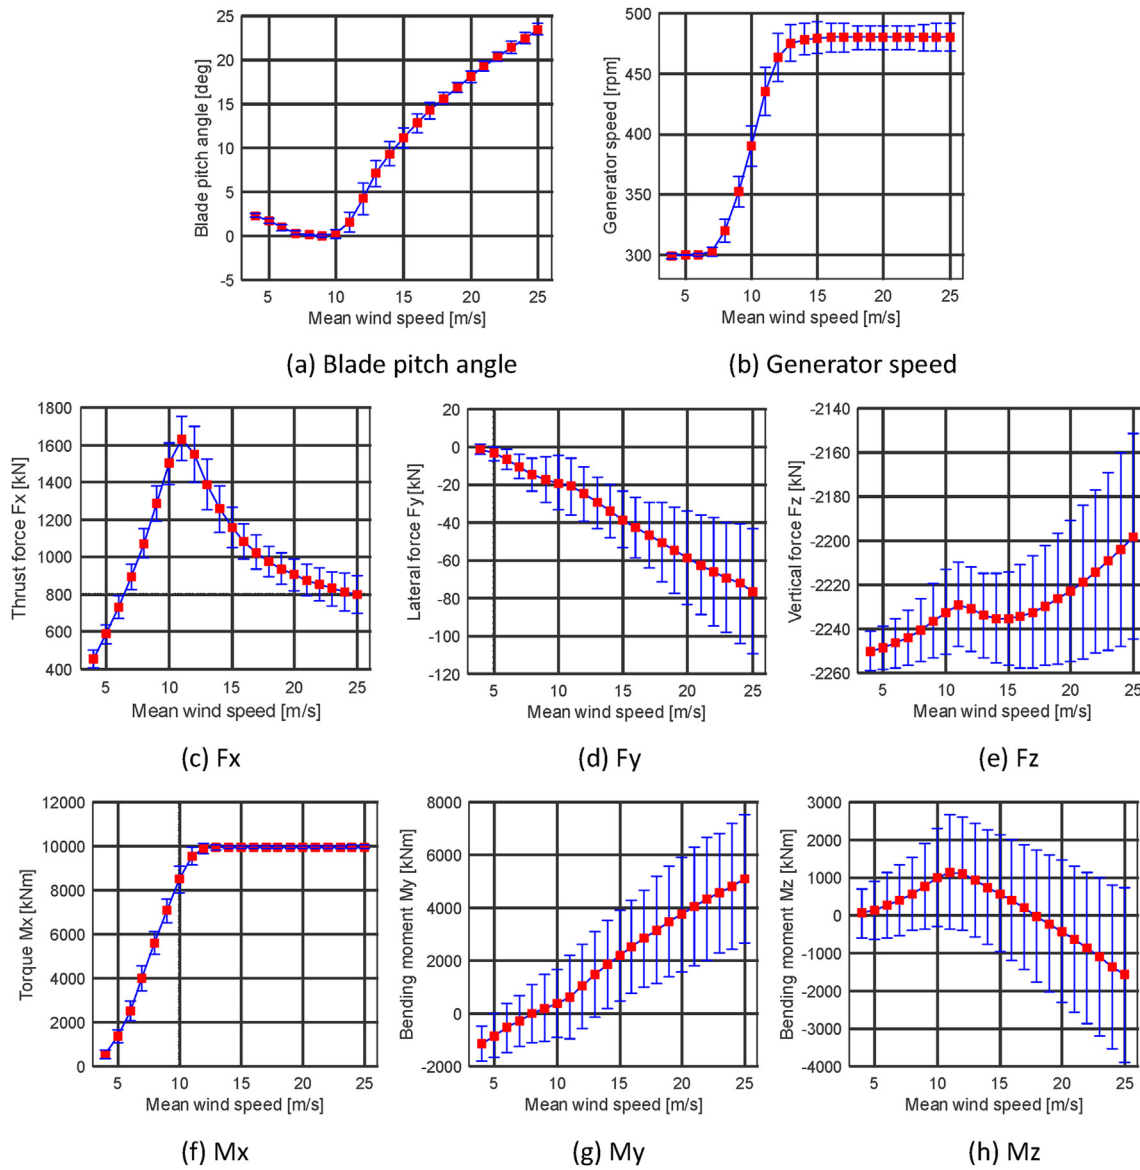 Blade pitch angle [deg]
25
20
15
10
5
0
-5
5 10 15 20 25
Mean wind speed [m/s]
(a) Blade pitch angle
Generator speed [rpm]
500
450
400
350
300
5 10 15 20 25
Mean wind speed [m/s]
(b) Generator speed
Thrust force Fx [kN]
1800
1600
1400
1200
1000
800
600
400
5 10 15 20 25
Mean wind speed [m/s]
(c) Fx
Lateral force Fy [kN]
20
0
-20
-40
-60
-80
-100
-120
5 10 15 20 25
Mean wind speed [m/s]
(d) Fy
Vertical force Fz [kN]
-2140
-2160
-2180
-2200
-2220
-2240
-2260
5 10 15 20 25
Mean wind speed [m/s]
(e) Fz
Torque Mx [kNm]
12000
10000
8000
6000
4000
2000
0
5 10 15 20 25
Mean wind speed [m/s]
(f) Mx
Bending moment My [kNm]
8000
6000
4000
2000
0
-2000
5 10 15 20 25
Mean wind speed [m/s]
(g) My
Bending moment Mz [kNm]
3000
2000
1000
0
-1000
-2000
-3000
-4000
5 10 15 20 25
Mean wind speed [m/s]
(h) Mz